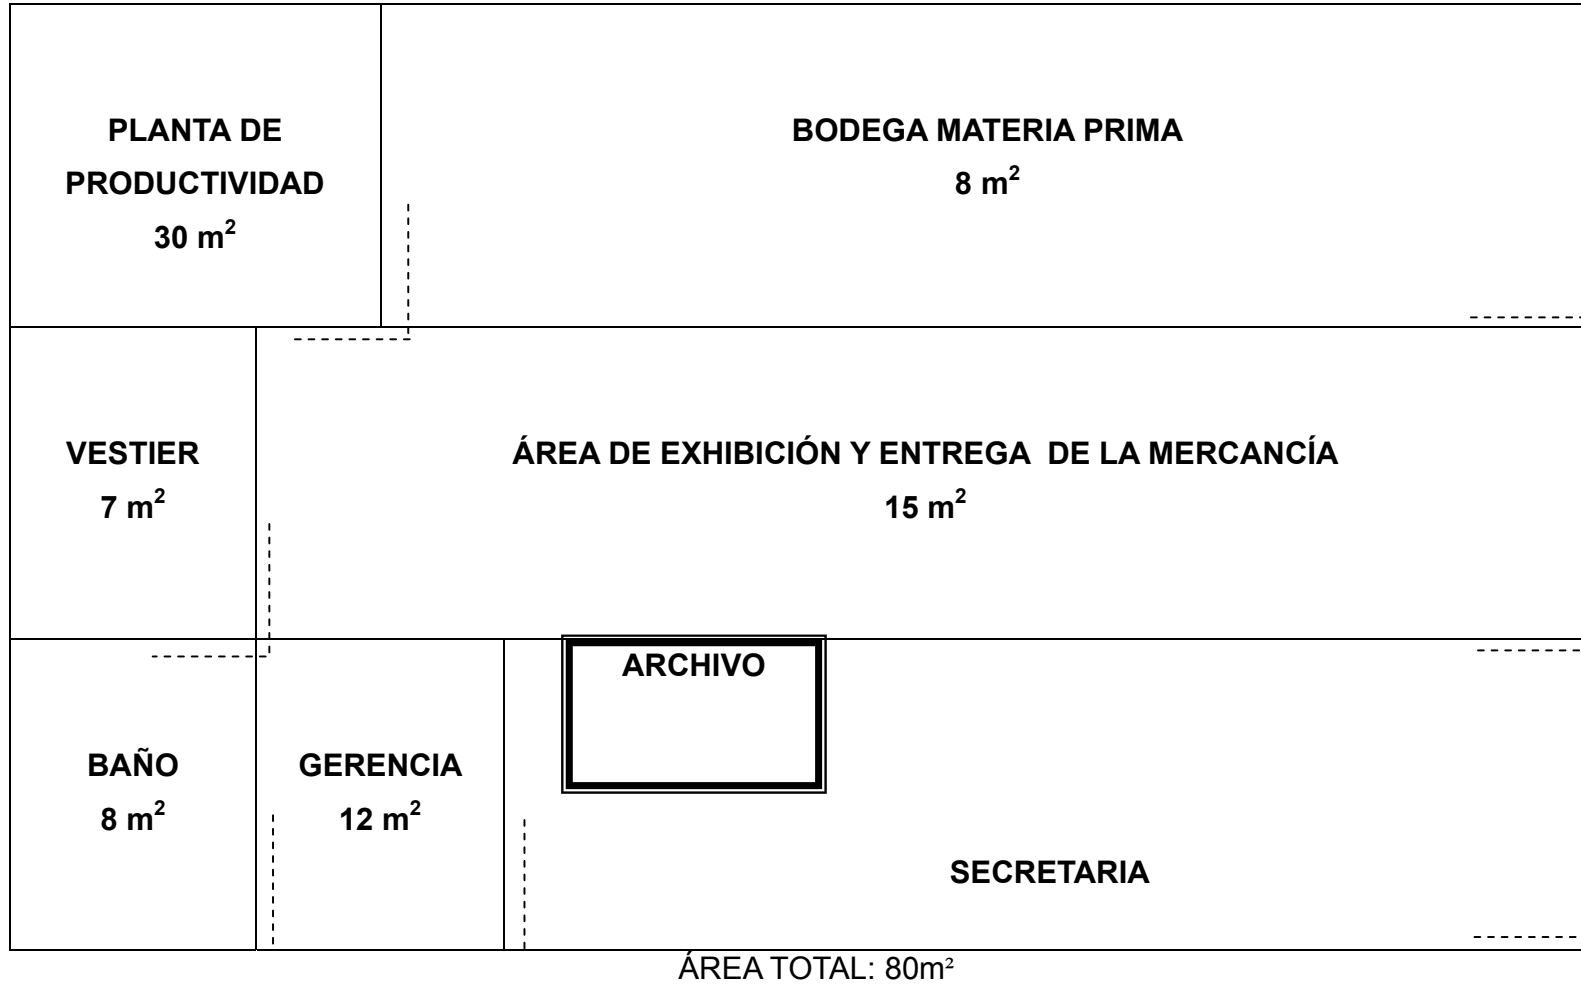 PLANTA DE
PRODUCTIVIDAD
30 m²
BODEGA MATERIA PRIMA
8 m²
VESTIER
7 m²
ÁREA DE EXHIBICIÓN Y ENTREGA  DE LA MERCANCÍA
15 m²
BAÑO
8 m²
GERENCIA
12 m²
ARCHIVO
SECRETARIA
ÁREA TOTAL: 80m²